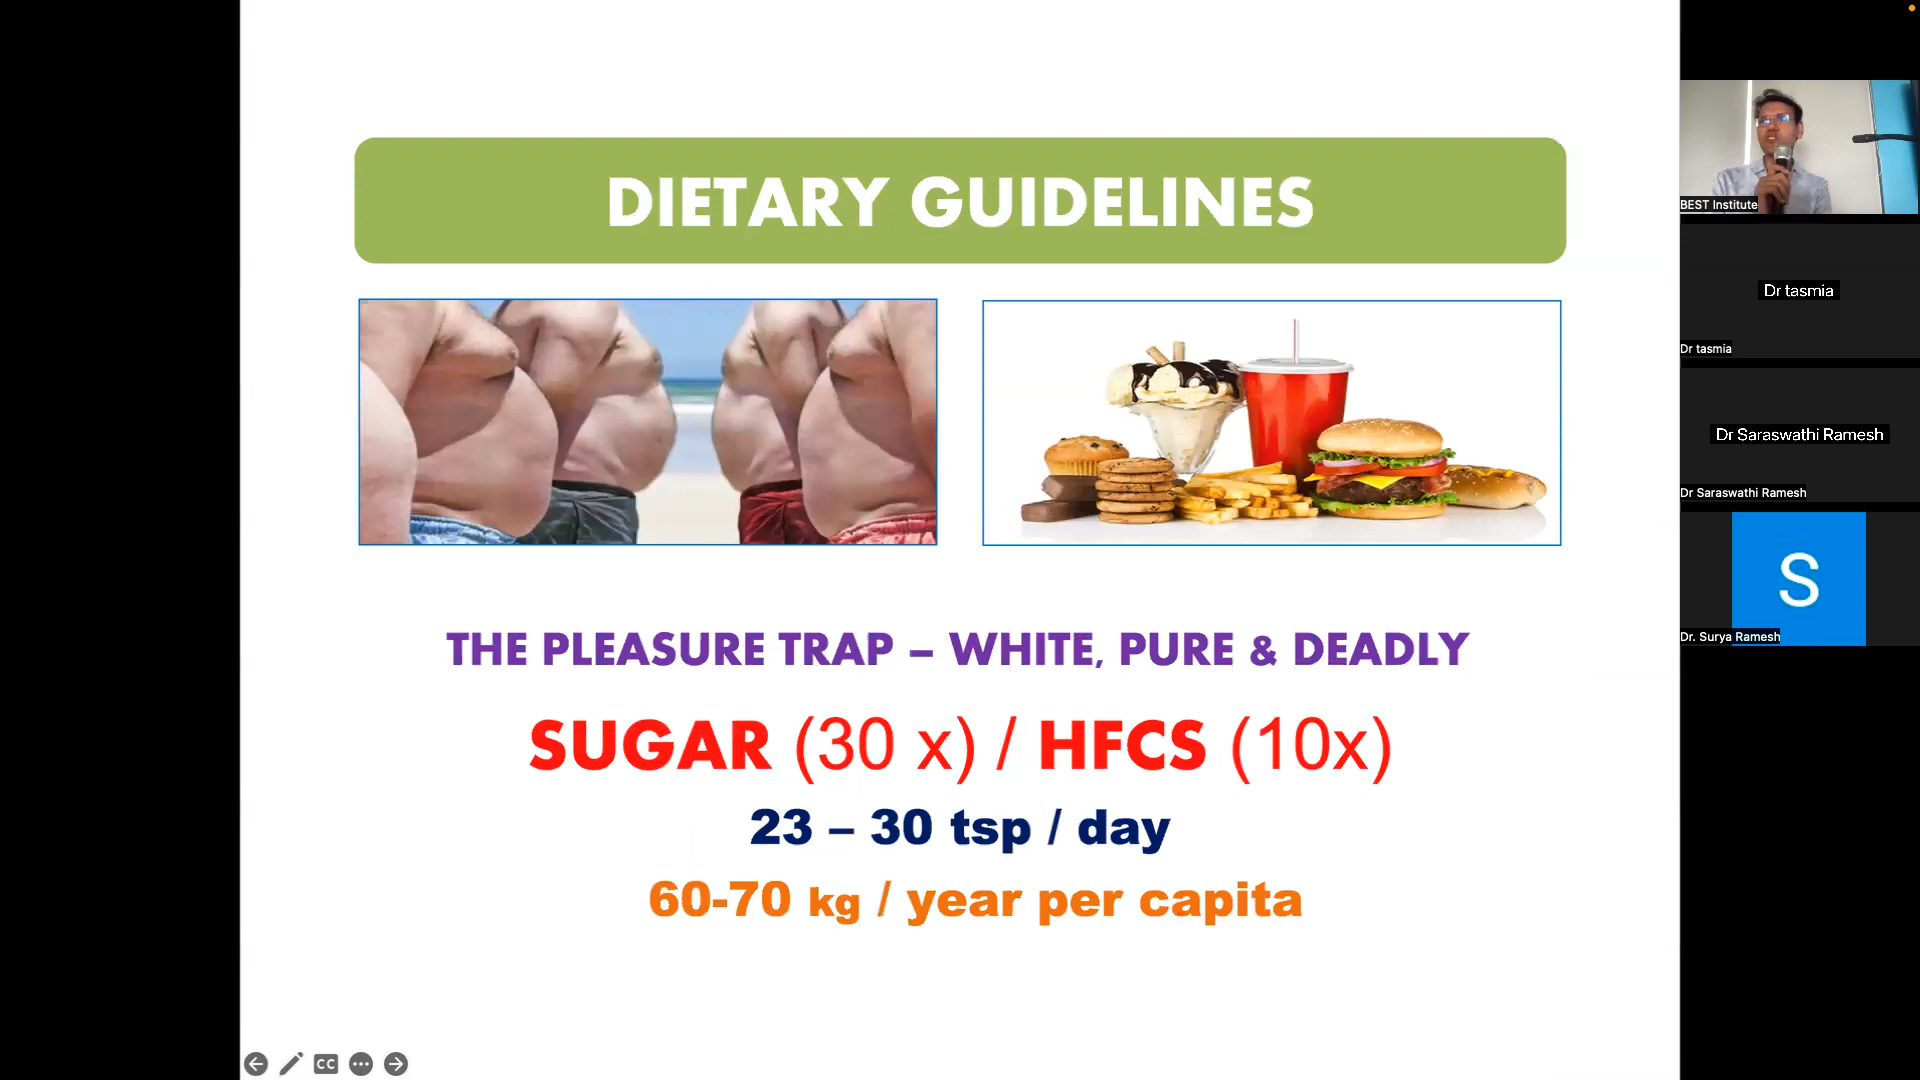 DIETARY GUIDELINES
THE PLEASURE TRAP – WHITE, PURE & DEADLY
SUGAR (30 x) / HFCS (10x)
23 – 30 tsp / day
60-70 kg / year per capita
CC
BEST Institute
Dr tasmia
Dr tasmia
Dr Saraswathi Ramesh
Dr Saraswathi Ramesh
S
Dr. Surya Ramesh